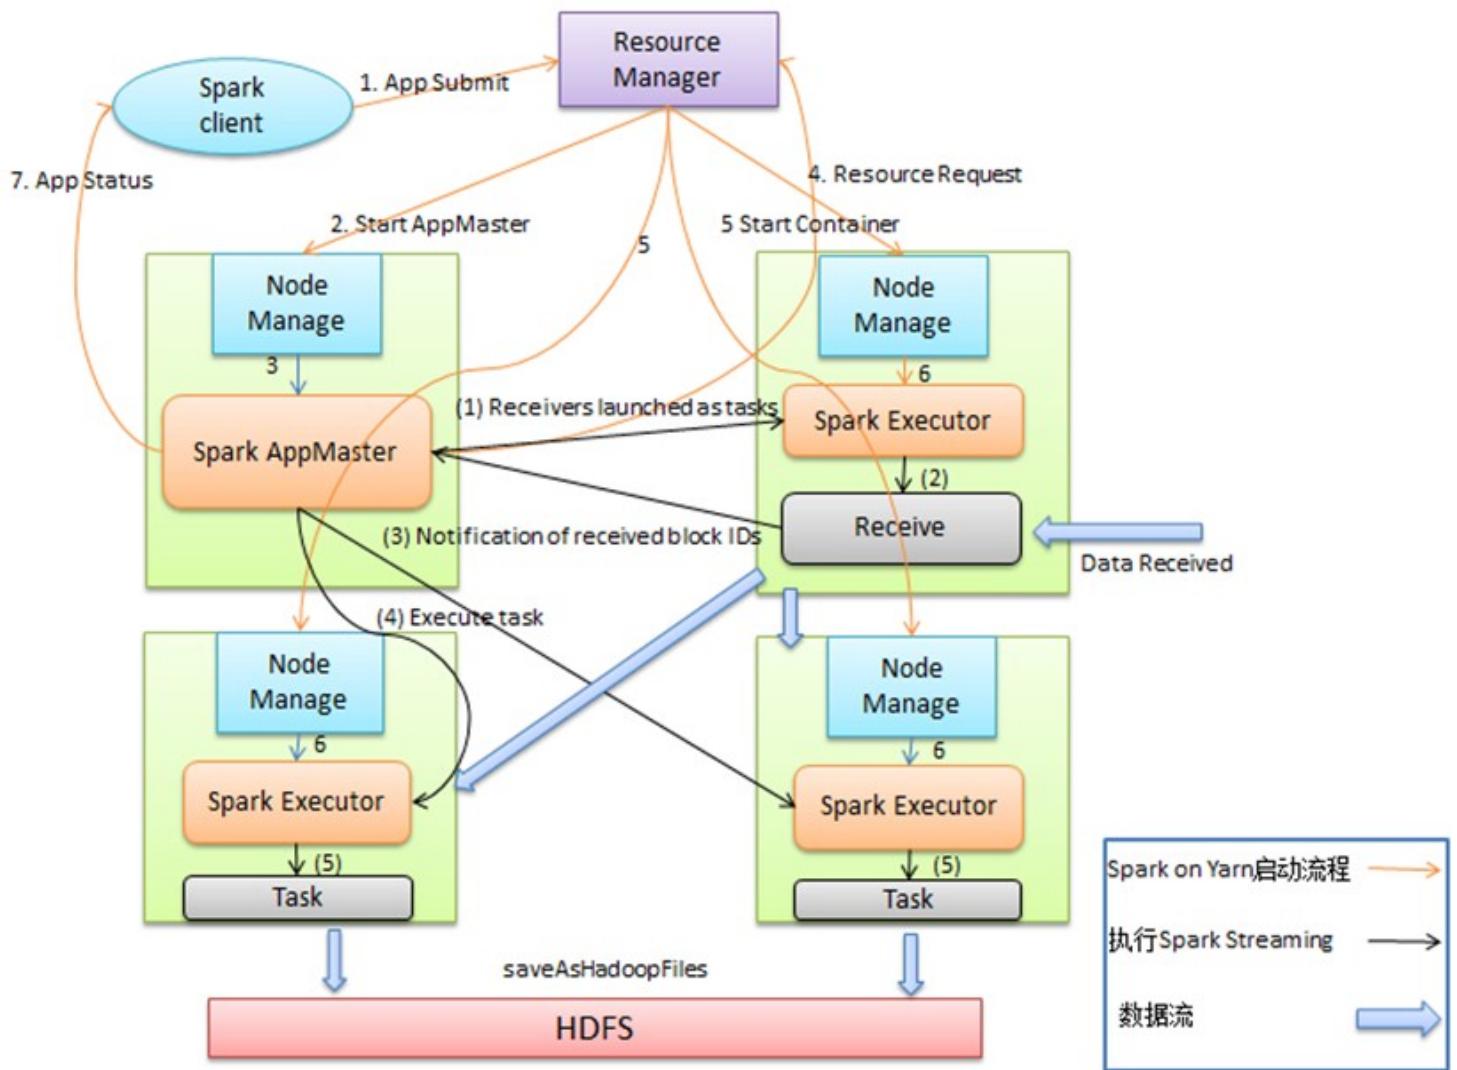 Resource
Manager
Spark
client
1. App Submit
7. App Status
4. Resource Request
2. Start AppMaster
5 Start Container
5
Node
Manage
Node
Manage
3
6
(1) Receivers launched as tasks
Spark Executor
Spark AppMaster
(2)
Receive
(3) Notification of received block IDs
Data Received
(4) Execute task
Node
Manage
Node
Manage
6
6
Spark Executor
Spark Executor
(5)
(5)
Task
Task
saveAsHadoopFiles
HDFS
Spark on Yarn启动流程
执行Spark Streaming
数据流